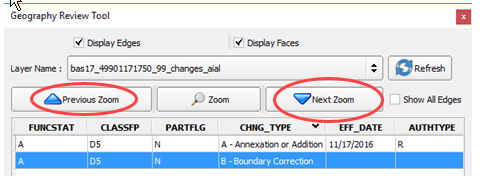 Geography Review Tool
x
Display Edges Display Faces
Layer Name : bas17_49901171750_99_changes_aial Refresh
Previous Zoom Zoom Next Zoom Show All Edges
FUNCSTAT CLASSFP PARTFLG CHNG_TYPE EFF_DATE AUTHTYPE
A D5 N A - Annexation or Addition 11/17/2016 R
A D5 N B - Boundary Correction